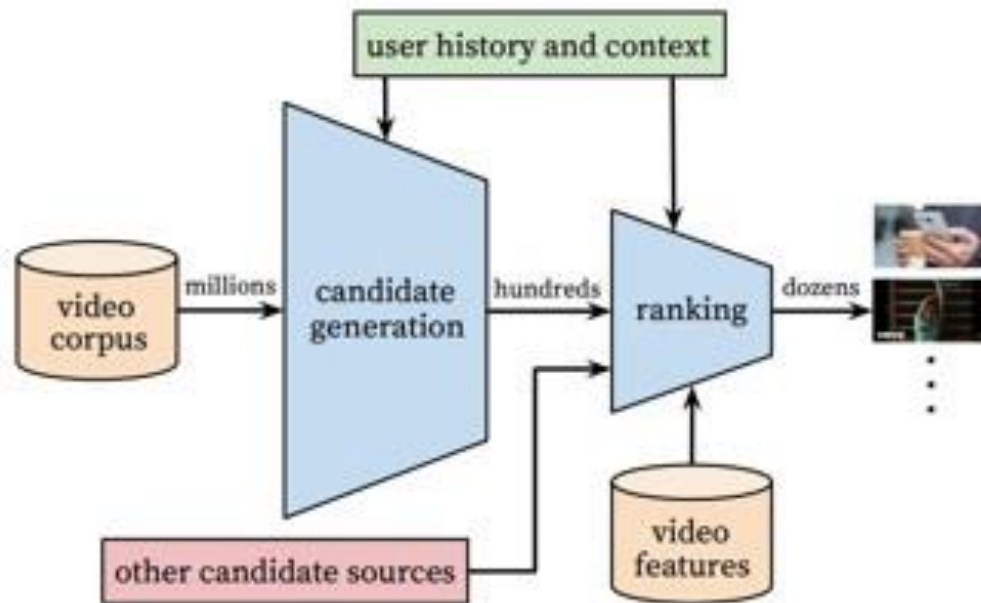 user history and context
video
corpus
millions
candidate
generation
hundreds
ranking
dozens
other candidate sources
video
features